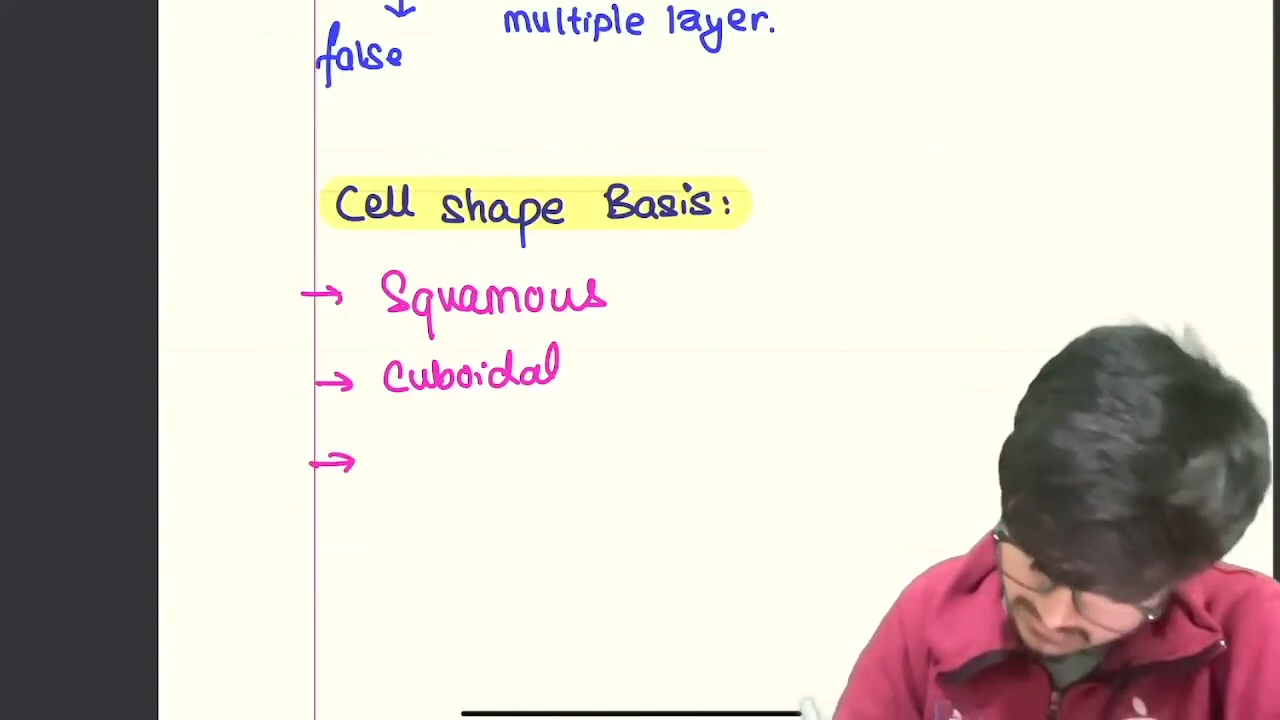 multiple layer.
false
Cell shape Basis:
→ Squamous
→ Cuboidal
→